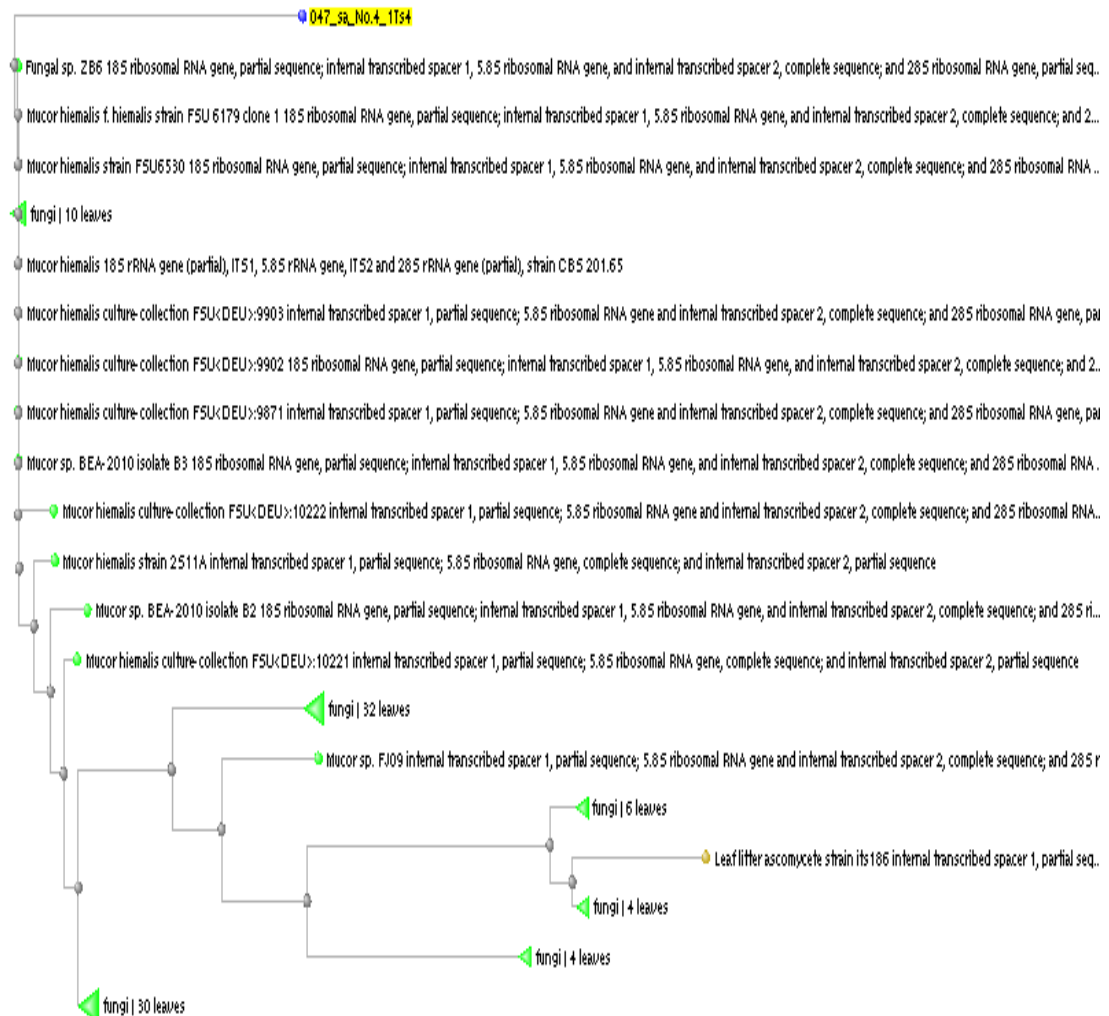 047_sa_No.4_1Ts4
Fungal sp. ZB6 18S ribosomal RNA gene, partial sequence; internal transcribed spacer 1, 5.8S ribosomal RNA gene, and internal transcribed spacer 2, complete sequence; and 28S ribosomal RNA gene, partial seq...
Mucor hiemalis f. hiemalis strain FSU 6179 clone 1 18S ribosomal RNA gene, partial sequence; internal transcribed spacer 1, 5.8S ribosomal RNA gene, and internal transcribed spacer 2, complete sequence; and 2...
Mucor hiemalis strain FSU6530 18S ribosomal RNA gene, partial sequence; internal transcribed spacer 1, 5.8S ribosomal RNA gene, and internal transcribed spacer 2, complete sequence; and 28S ribosomal RNA ...
fungi | 10 leaves
Mucor hiemalis 18S rRNA gene (partial), ITS1, 5.8S rRNA gene, ITS2 and 28S rRNA gene (partial), strain CBS 201.65
Mucor hiemalis culture-collection FSU<DEU>:9903 internal transcribed spacer 1, partial sequence; 5.8S ribosomal RNA gene and internal transcribed spacer 2, complete sequence; and 28S ribosomal RNA gene, par
Mucor hiemalis culture-collection FSU<DEU>:9902 18S ribosomal RNA gene, partial sequence; internal transcribed spacer 1, 5.8S ribosomal RNA gene, and internal transcribed spacer 2, complete sequence; and 2...
Mucor hiemalis culture-collection FSU<DEU>:9871 internal transcribed spacer 1, partial sequence; 5.8S ribosomal RNA gene and internal transcribed spacer 2, complete sequence; and 28S ribosomal RNA gene, par
Mucor sp. BEA-2010 isolate B3 18S ribosomal RNA gene, partial sequence; internal transcribed spacer 1, 5.8S ribosomal RNA gene, and internal transcribed spacer 2, complete sequence; and 28S ribosomal RNA ...
Mucor hiemalis culture-collection FSU<DEU>:10222 internal transcribed spacer 1, partial sequence; 5.8S ribosomal RNA gene and internal transcribed spacer 2, complete sequence; and 28S ribosomal RNA...
Mucor hiemalis strain 2511A internal transcribed spacer 1, partial sequence; 5.8S ribosomal RNA gene, complete sequence; and internal transcribed spacer 2, partial sequence
Mucor sp. BEA-2010 isolate B2 18S ribosomal RNA gene, partial sequence; internal transcribed spacer 1, 5.8S ribosomal RNA gene, and internal transcribed spacer 2, complete sequence; and 28S ri...
Mucor hiemalis culture-collection FSU<DEU>:10221 internal transcribed spacer 1, partial sequence; 5.8S ribosomal RNA gene, complete sequence; and internal transcribed spacer 2, partial sequence
fungi | 32 leaves
Mucor sp. FJ09 internal transcribed spacer 1, partial sequence; 5.8S ribosomal RNA gene and internal transcribed spacer 2, complete sequence; and 28S r
fungi | 6 leaves
Leaf litter ascomycete strain its186 internal transcribed spacer 1, partial seq...
fungi | 4 leaves
fungi | 4 leaves
fungi | 30 leaves